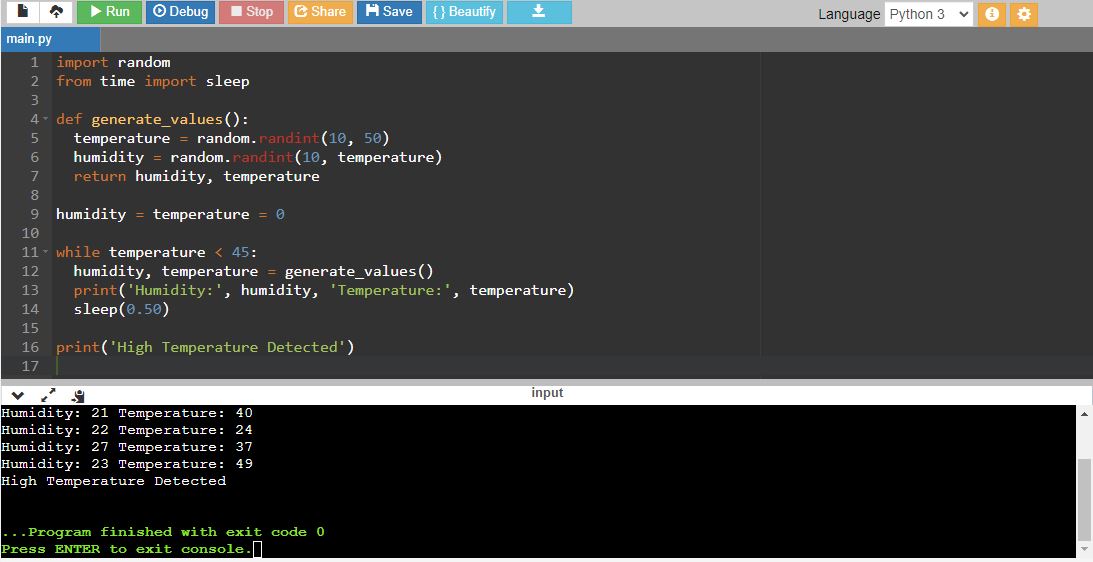 Run Debug Stop Share Save { } Beautify Language Python 3
main.py
1 import random
2 from time import sleep
3
4 def generate_values():
5 temperature = random.randint(10, 50)
6 humidity = random.randint(10, temperature)
7 return humidity, temperature
8
9 humidity = temperature = 0
10
11 while temperature < 45:
12 humidity, temperature = generate_values()
13 print('Humidity:', humidity, 'Temperature:', temperature)
14 sleep(0.50)
15
16 print('High Temperature Detected')
17
input
Humidity: 21 Temperature: 40
Humidity: 22 Temperature: 24
Humidity: 27 Temperature: 37
Humidity: 23 Temperature: 49
High Temperature Detected
...Program finished with exit code 0
Press ENTER to exit console.